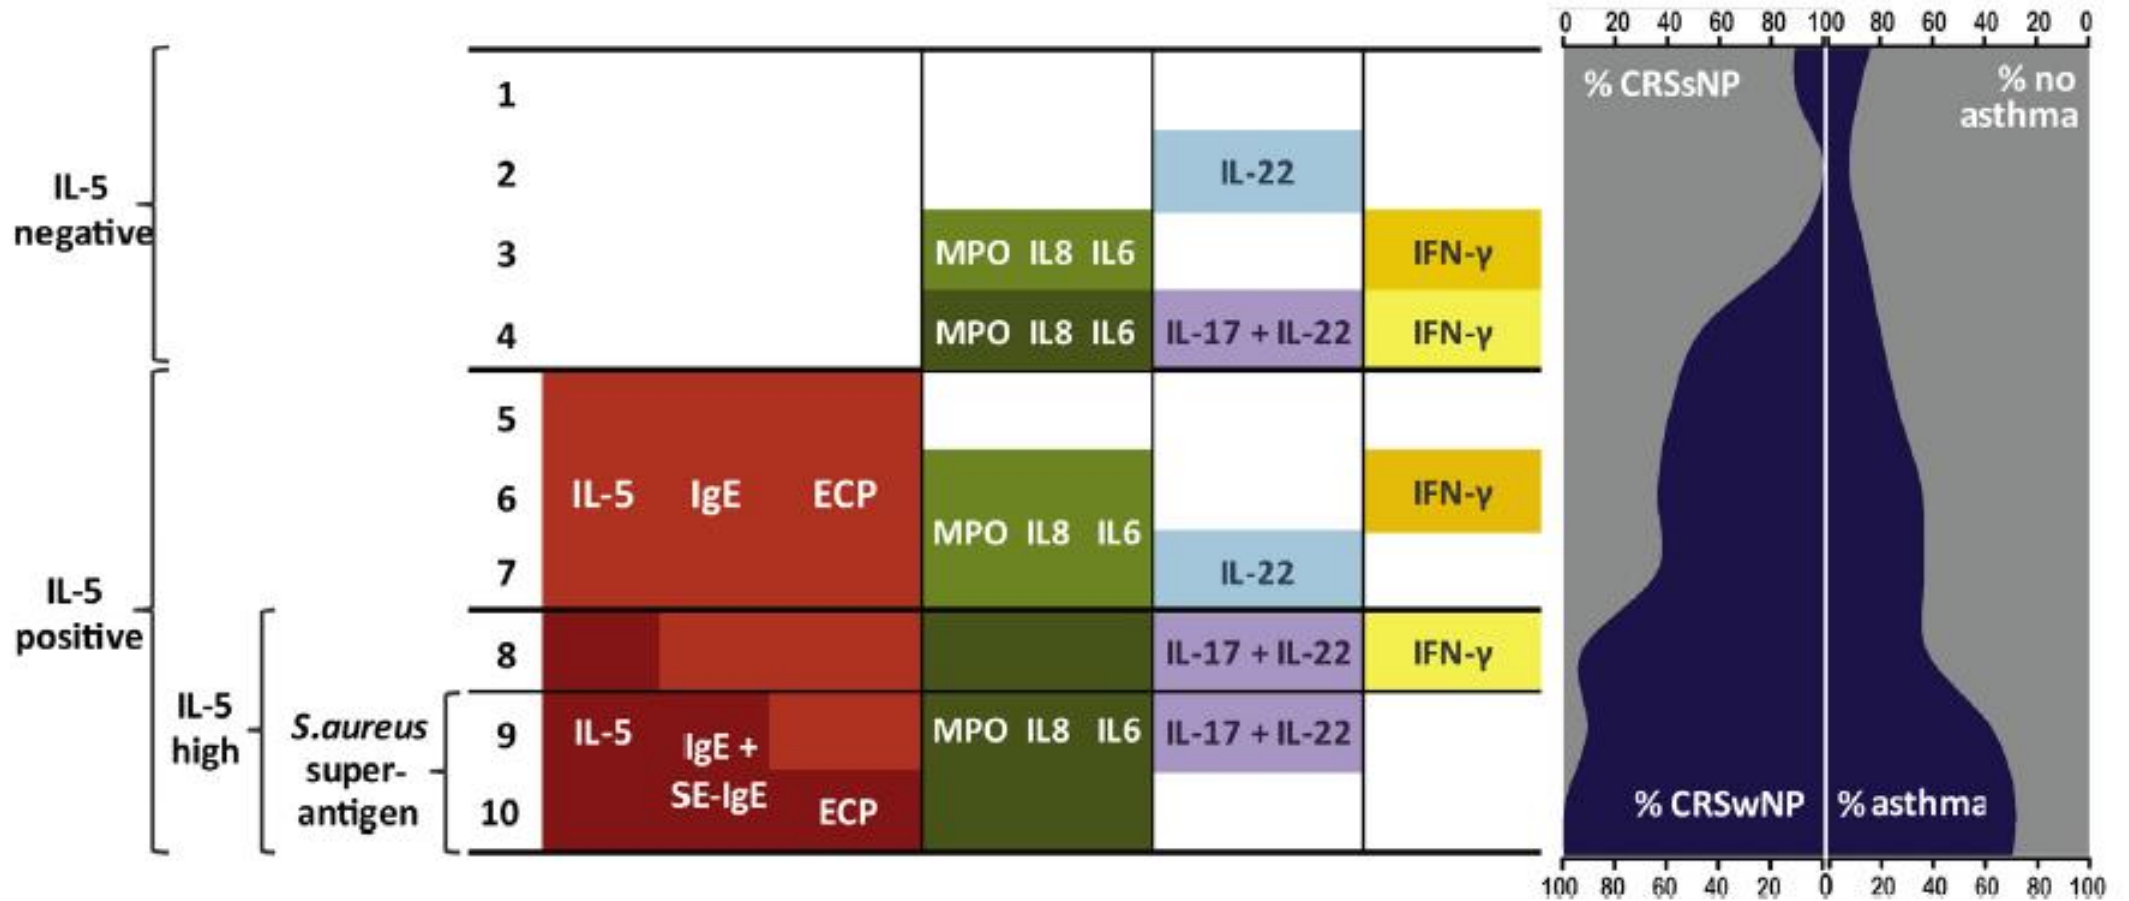 0 20 40 60 80 100 80 60 40 20 0
% CRSsNP
% no
asthma
IL-5
negative
1
2 IL-22
3 MPO IL8 IL6 IFN-γ
4 MPO IL8 IL6 IL-17 + IL-22 IFN-γ
IL-5
positive
5
6 IL-5 IgE ECP IFN-γ
MPO IL8 IL6
7 IL-22
8 IL-17 + IL-22 IFN-γ
IL-5
high
S.aureus
super-
antigen
9 IL-5 MPO IL8 IL6 IL-17 + IL-22
IgE +
SE-IgE
10 ECP
% CRSwNP % asthma
100 80 60 40 20 0 20 40 60 80 100